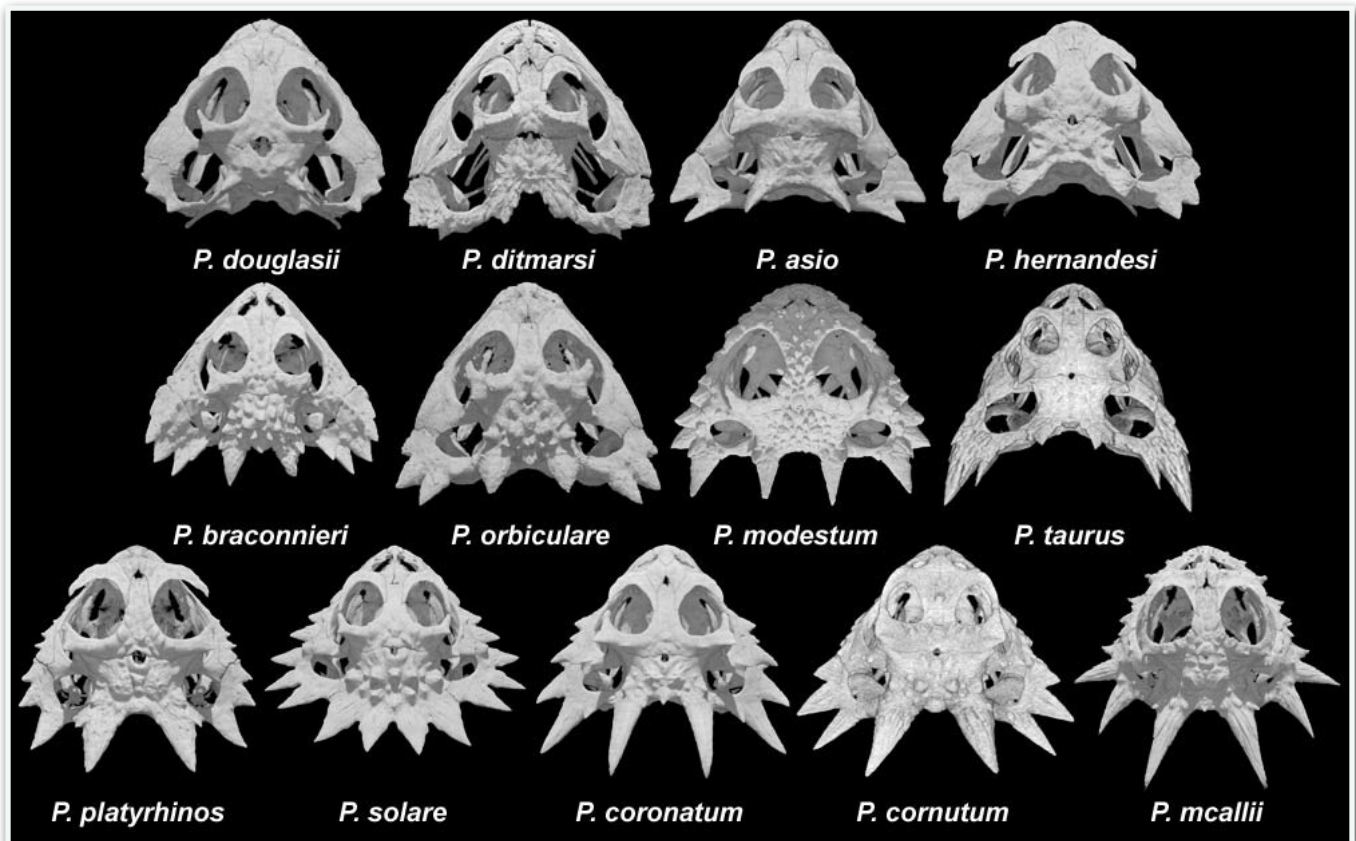 P. douglasii P. ditmarsi P. asio P. hernandesi
P. braconnieri P. orbiculare P. modestum P. taurus
P. platyrhinos P. solare P. coronatum P. cornutum P. mcallii